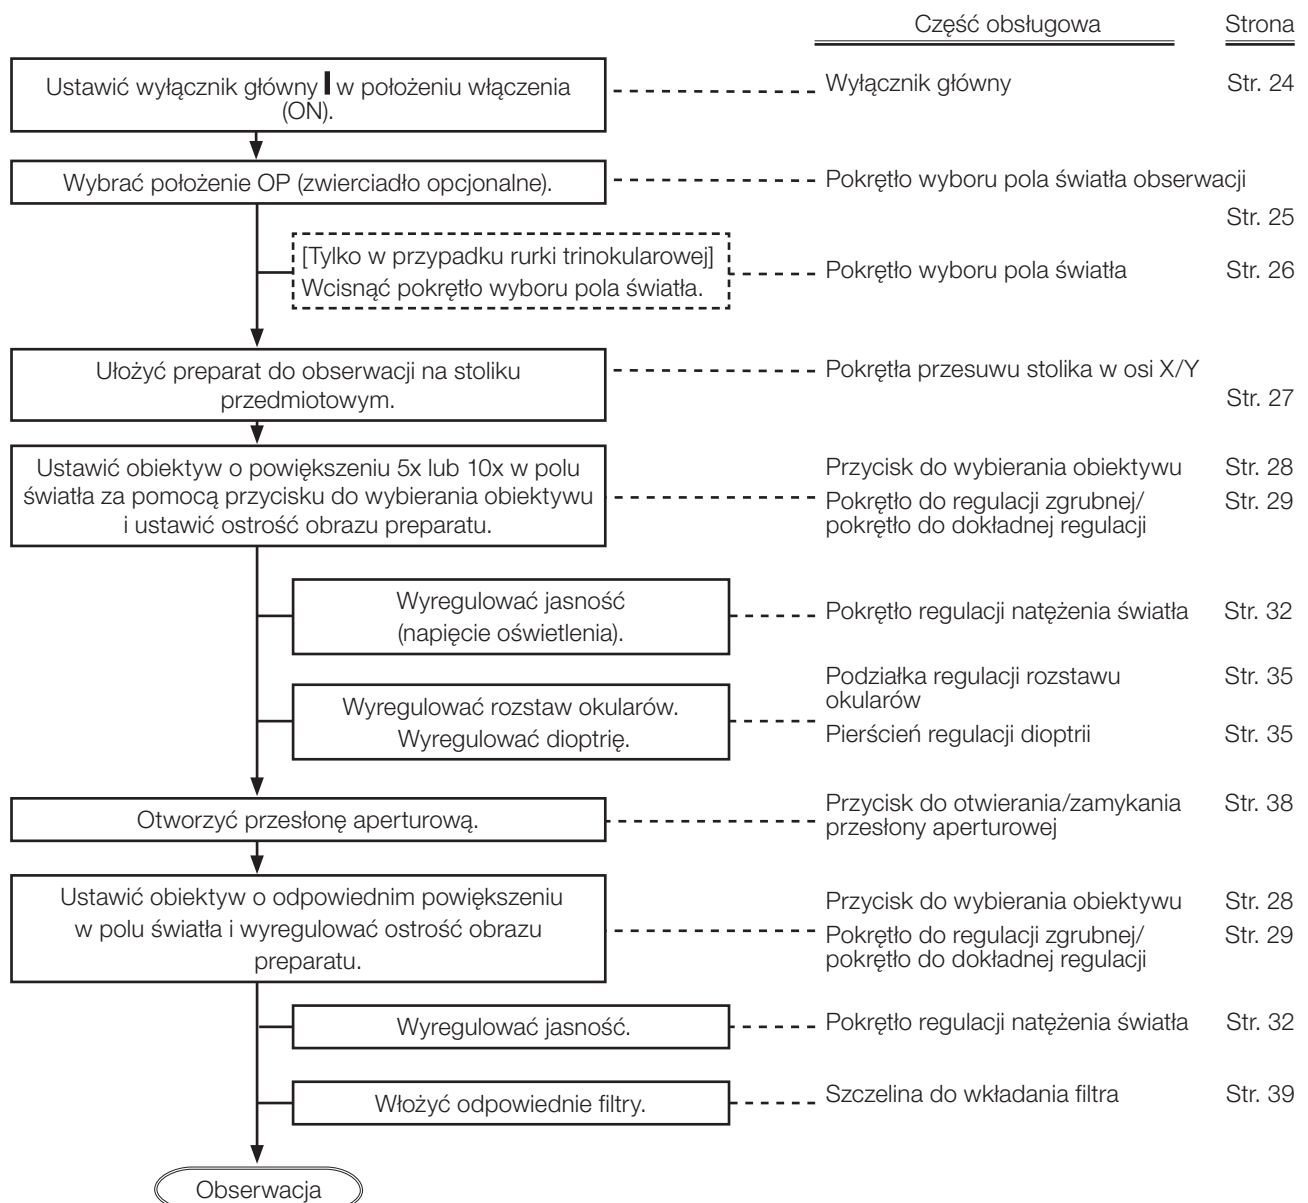 Część obsługowa Strona
Ustawić wyłącznik główny I w położeniu włączenia
(ON).
Wyłącznik główny Str. 24
Wybrać położenie OP (zwierciadło opcjonalne).
Pokrętło wyboru pola światła obserwacji
Str. 25
[Tylko w przypadku rurki trinokularowej]
Wcisnąć pokrętło wyboru pola światła.
Pokrętło wyboru pola światła Str. 26
Ułożyć preparat do obserwacji na stoliku
przedmiotowym.
Pokrętła przesuwu stolika w osi X/Y
Str. 27
Ustawić obiektyw o powiększeniu 5x lub 10x w polu
światła za pomocą przycisku do wybierania obiektywu
i ustawić ostrość obrazu preparatu.
Przycisk do wybierania obiektywu Str. 28
Pokrętło do regulacji zgrubnej/ Str. 29
pokrętło do dokładnej regulacji
Wyregulować jasność
(napięcie oświetlenia).
Pokrętło regulacji natężenia światła Str. 32
Wyregulować rozstaw okularów.
Wyregulować dioptrię.
Podziałka regulacji rozstawu Str. 35
okularów
Pierścień regulacji dioptrii Str. 35
Otworzyć przesłonę aperturową.
Przycisk do otwierania/zamykania Str. 38
przesłony aperturowej
Ustawić obiektyw o odpowiednim powiększeniu
w polu światła i wyregulować ostrość obrazu
preparatu.
Przycisk do wybierania obiektywu Str. 28
Pokrętło do regulacji zgrubnej/ Str. 29
pokrętło do dokładnej regulacji
Wyregulować jasność.
Pokrętło regulacji natężenia światła Str. 32
Włożyć odpowiednie filtry.
Szczelina do wkładania filtra Str. 39
Obserwacja